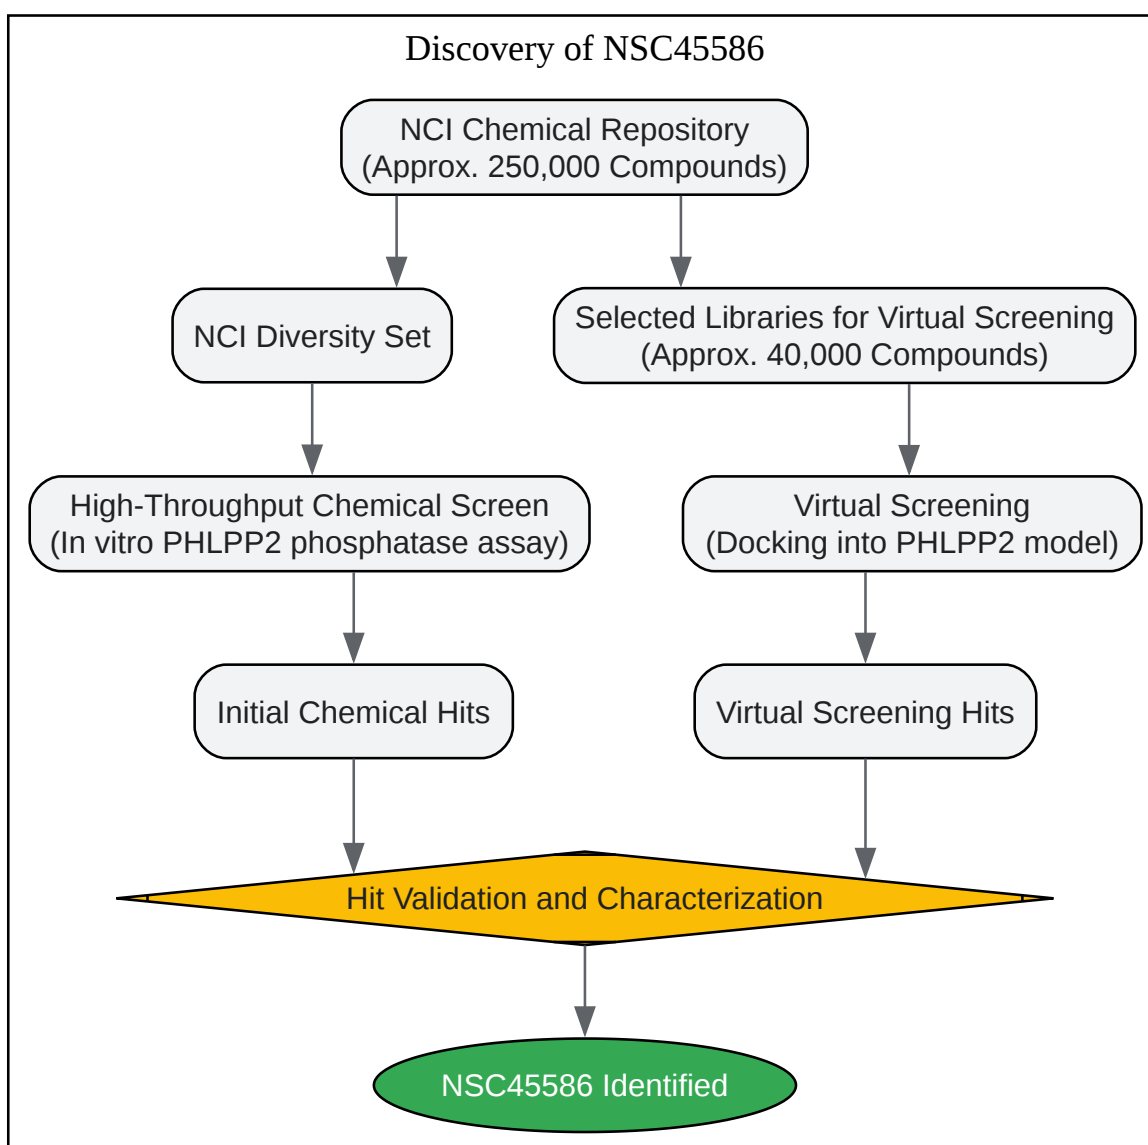 Discovery of NSC45586
NCI Chemical Repository
(Approx. 250,000 Compounds)
NCI Diversity Set
Selected Libraries for Virtual Screening
(Approx. 40,000 Compounds)
High-Throughput Chemical Screen
(In vitro PHLPP2 phosphatase assay)
Virtual Screening
(Docking into PHLPP2 model)
Initial Chemical Hits
Virtual Screening Hits
Hit Validation and Characterization
NSC45586 Identified